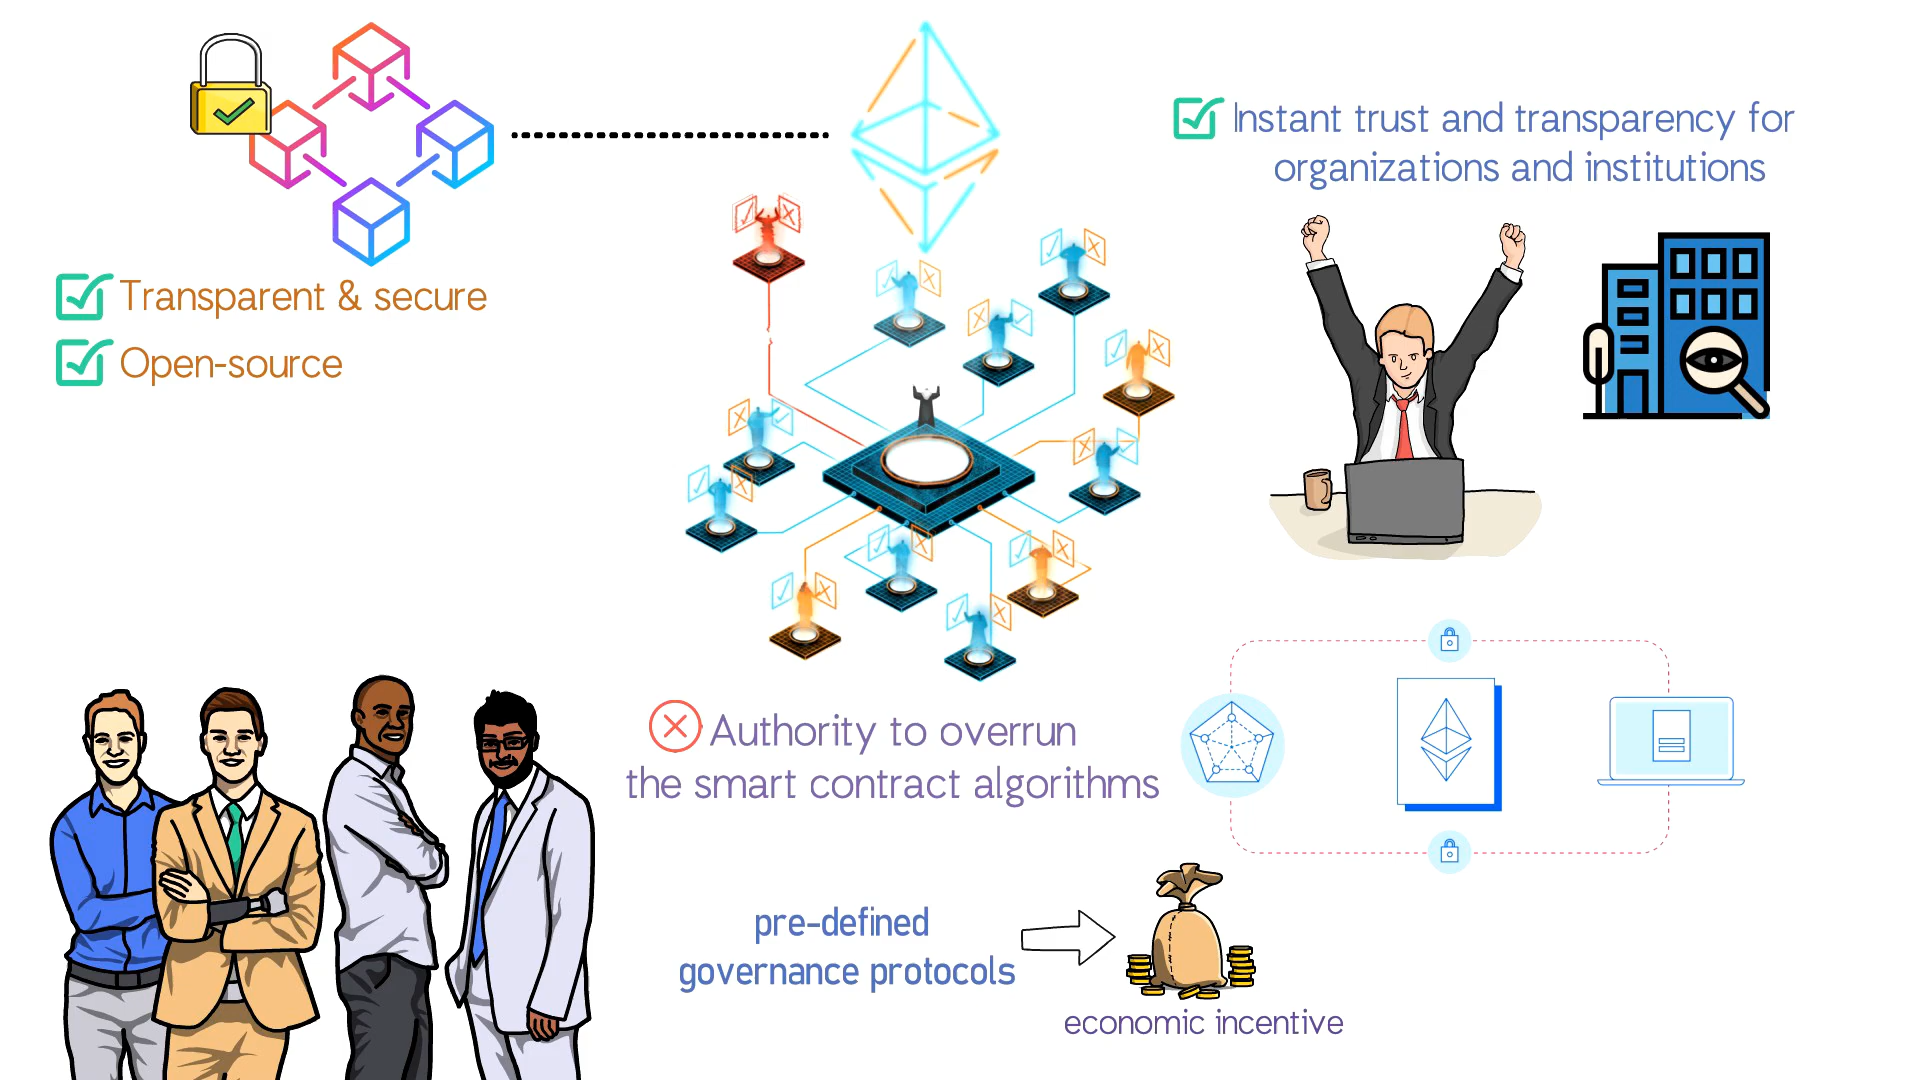 Transparent & secure
Open-source
Instant trust and transparency for
organizations and institutions
Authority to overrun
the smart contract algorithms
pre-defined
governance protocols
economic incentive